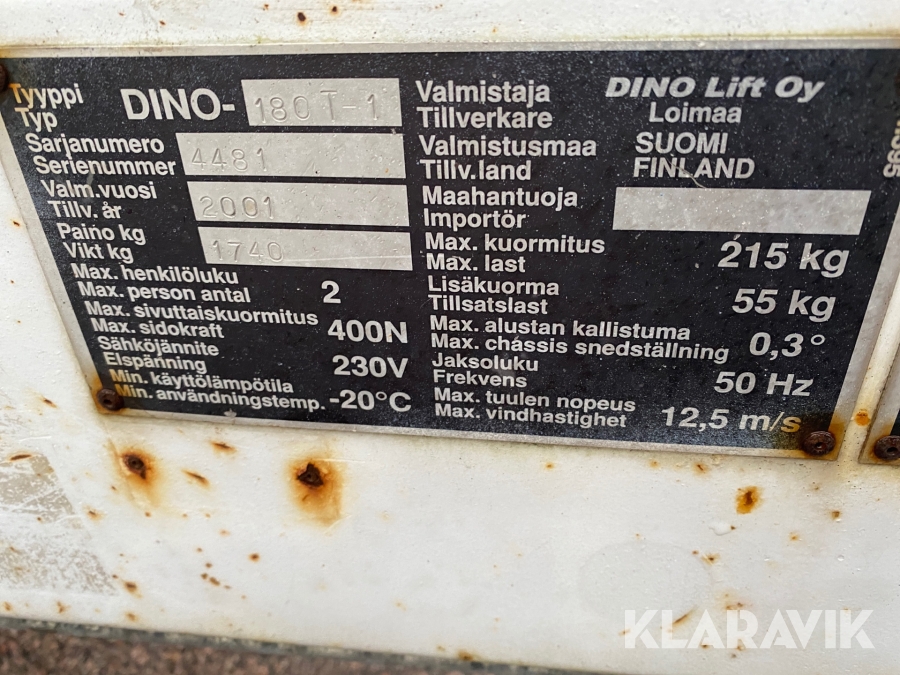 Tyyppi
Typ
DINO- 180 T-1
Sarjanumero
Serienummer
4481
Valm.vuosi
Tillv. år
2001
Paino kg
Vikt kg
1740
Max. henkilöluku
Max. person antal
2
Max. sivuttaiskuormitus
Max. sidokraft
400N
Sähköjännite
Elspänning
230V
Min. käyttölämpötila
Min. användningstemp.
-20°C
Valmistaja
Tillverkare
DINO Lift Oy
Loimaa
Valmistusmaa
Tillv.land
SUOMI
FINLAND
Maahantuoja
Importör
Max. kuormitus
Max. last
215 kg
Lisäkuorma
Tillsatslast
55 kg
Max. alustan kallistuma
Max. chássis snedställning
0,3°
Jaksoluku
Frekvens
50 Hz
Max. tuulen nopeus
Max. vindhastighet
12,5 m/s
KLARAVIK